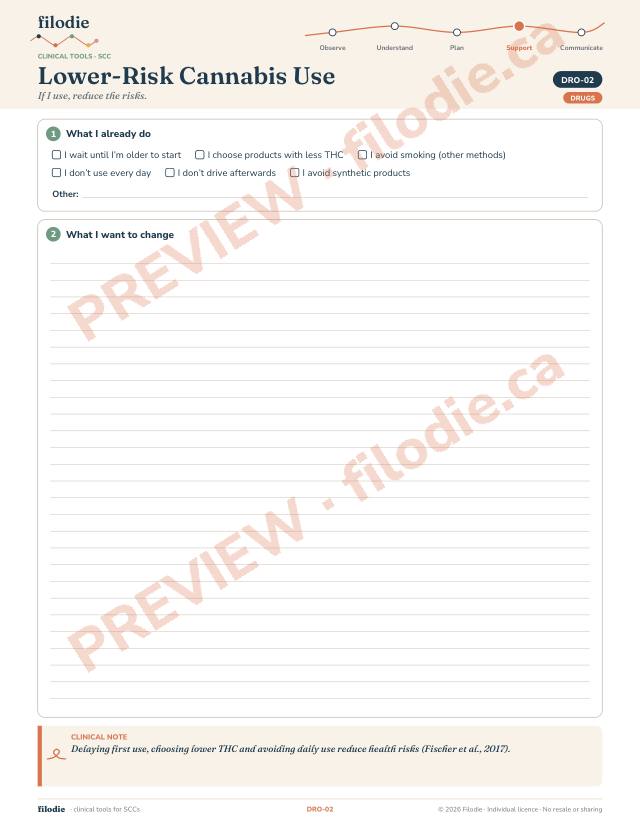 filodie
CLINICAL TOOLS · SCC
Observe Understand Plan Support Communicate
Lower-Risk Cannabis Use
If I use, reduce the risks.
DRO-02
DRUGS
1 What I already do
I wait until I'm older to start I choose products with less THC I avoid smoking (other methods)
I don't use every day I don't drive afterwards I avoid synthetic products
Other:
2 What I want to change
PREVIEW · filodie.ca
PREVIEW · filodie.ca
CLINICAL NOTE
Delaying first use, choosing lower THC and avoiding daily use reduce health risks (Fischer et al., 2017).
filodie · clinical tools for SCCs DRO-02 © 2026 Filodie · Individual licence · No resale or sharing